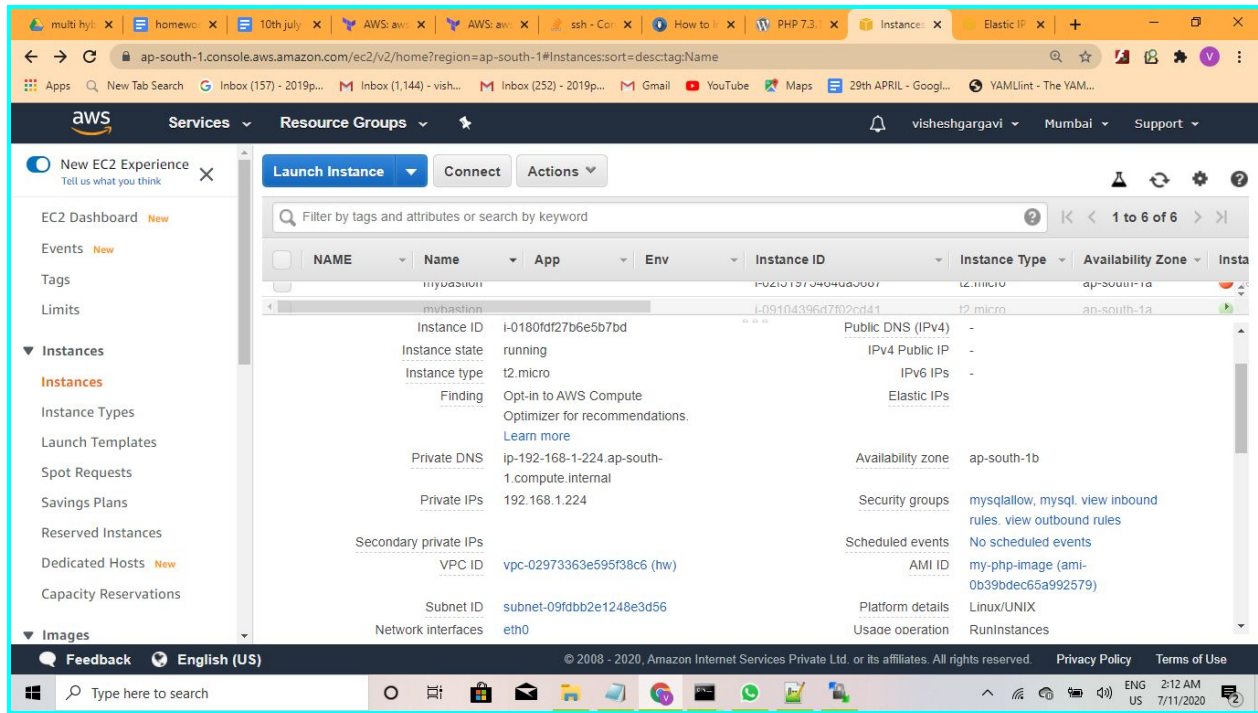 multi hyb homewor 10th july AWS: aws AWS: aws ssh - Con How to In PHP 7.3. Instances Elastic IP
ap-south-1.console.aws.amazon.com/ec2/v2/home?region=ap-south-1#Instances:sort=desc:tag:Name
Apps New Tab Search Inbox (157) - 2019p... Inbox (1,144) - vish... Inbox (252) - 2019p... Gmail YouTube Maps 29th APRIL - Googl... YAMLlint - The YAM...
aws Services Resource Groups visheshgargavi Mumbai Support
New EC2 Experience
Tell us what you think
EC2 Dashboard New
Events New
Tags
Limits
Instances
Instances
Instance Types
Launch Templates
Spot Requests
Savings Plans
Reserved Instances
Dedicated Hosts New
Capacity Reservations
Images
Launch Instance Connect Actions
Filter by tags and attributes or search by keyword 1 to 6 of 6
NAME Name App Env Instance ID Instance Type Availability Zone Insta
mybastion t2.micro ap-south-1a
mybastion i-09104396d7f02cd41 t2.micro ap-south-1a
Instance ID i-0180fdf27b6e5b7bd Public DNS (IPv4) -
Instance state running IPv4 Public IP -
Instance type t2.micro IPv6 IPs -
Finding Opt-in to AWS Compute Elastic IPs
Optimizer for recommendations.
Learn more
Private DNS ip-192-168-1-224.ap-south- Availability zone ap-south-1b
1.compute.internal
Private IPs 192.168.1.224 Security groups mysqlallow, mysql. view inbound
rules. view outbound rules
Secondary private IPs Scheduled events No scheduled events
VPC ID vpc-02973363e595f38c6 (hw) AMI ID my-php-image (ami-
0b39bdec65a992579)
Subnet ID subnet-09fdbb2e1248e3d56 Platform details Linux/UNIX
Network interfaces eth0 Usage operation RunInstances
Feedback English (US) © 2008 - 2020, Amazon Internet Services Private Ltd. or its affiliates. All rights reserved. Privacy Policy Terms of Use
Type here to search ENG 2:12 AM
US 7/11/2020 2